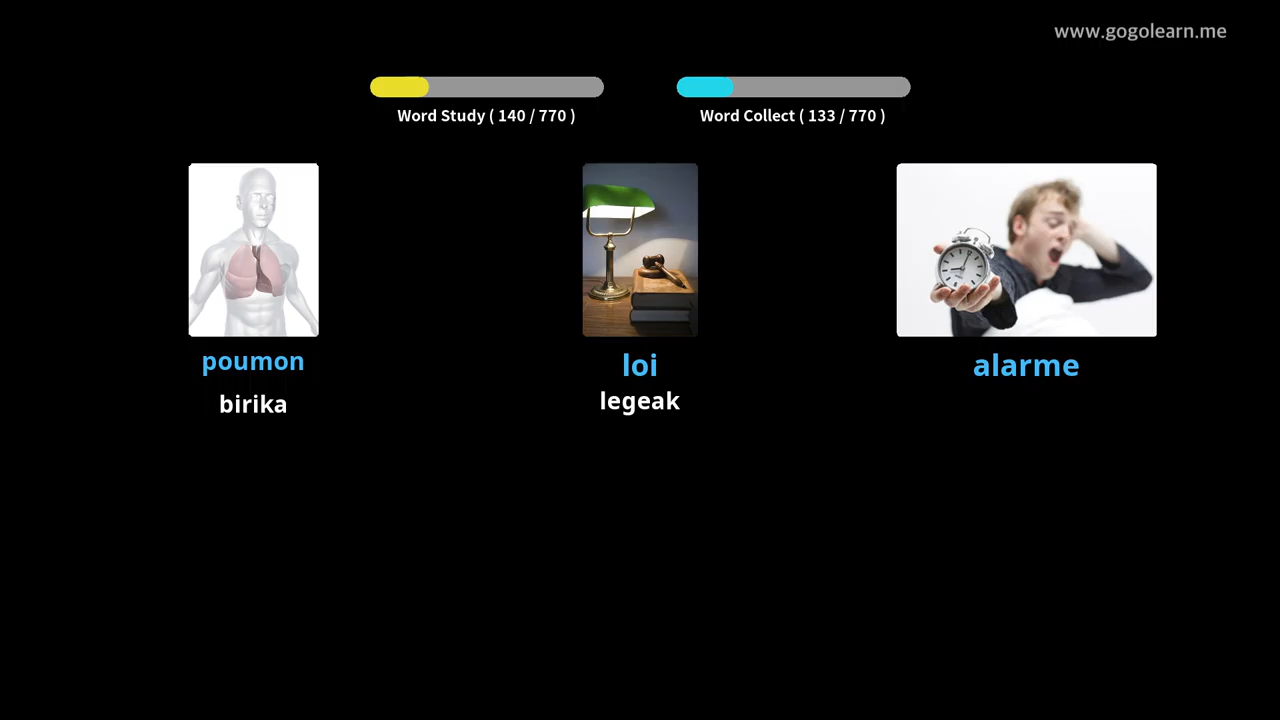 www.gogolearn.me
Word Study ( 140 / 770 )
Word Collect ( 133 / 770 )
poumon
birika
loi
legeak
alarme